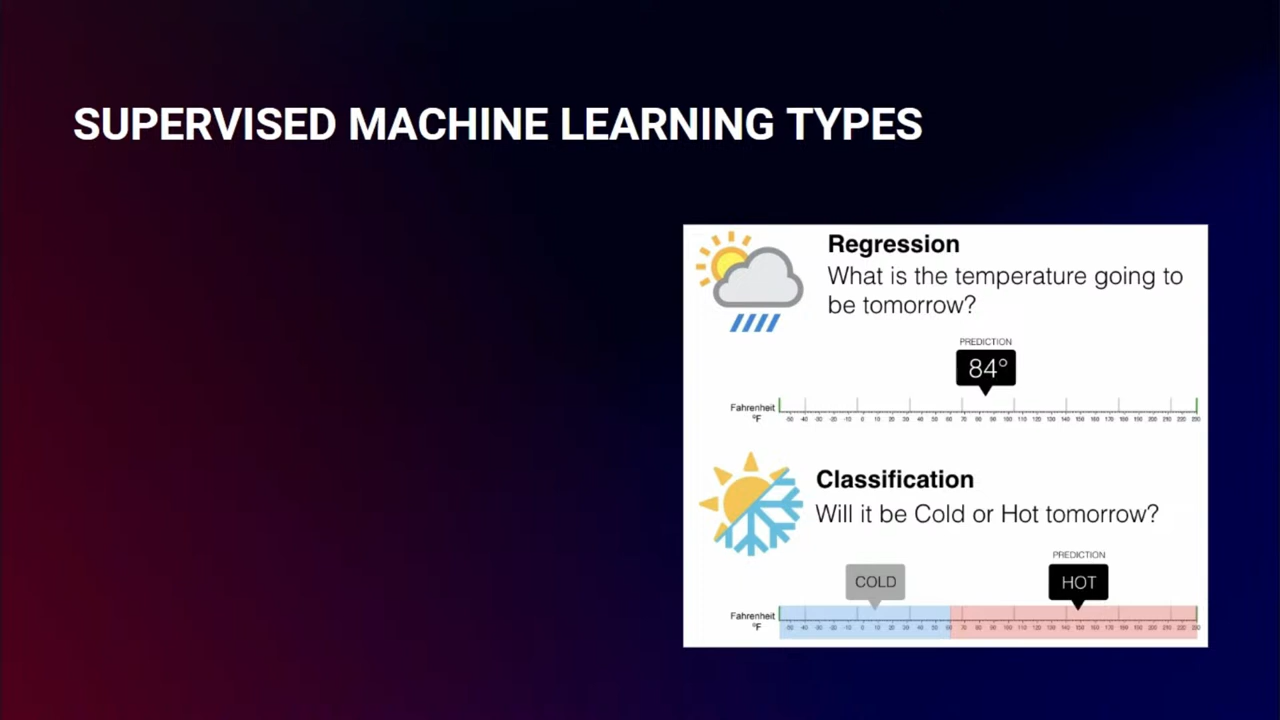 SUPERVISED MACHINE LEARNING TYPES
Regression
What is the temperature going to
be tomorrow?
PREDICTION
84°
Fahrenheit
°F
Classification
Will it be Cold or Hot tomorrow?
PREDICTION
COLD
HOT
Fahrenheit
°F